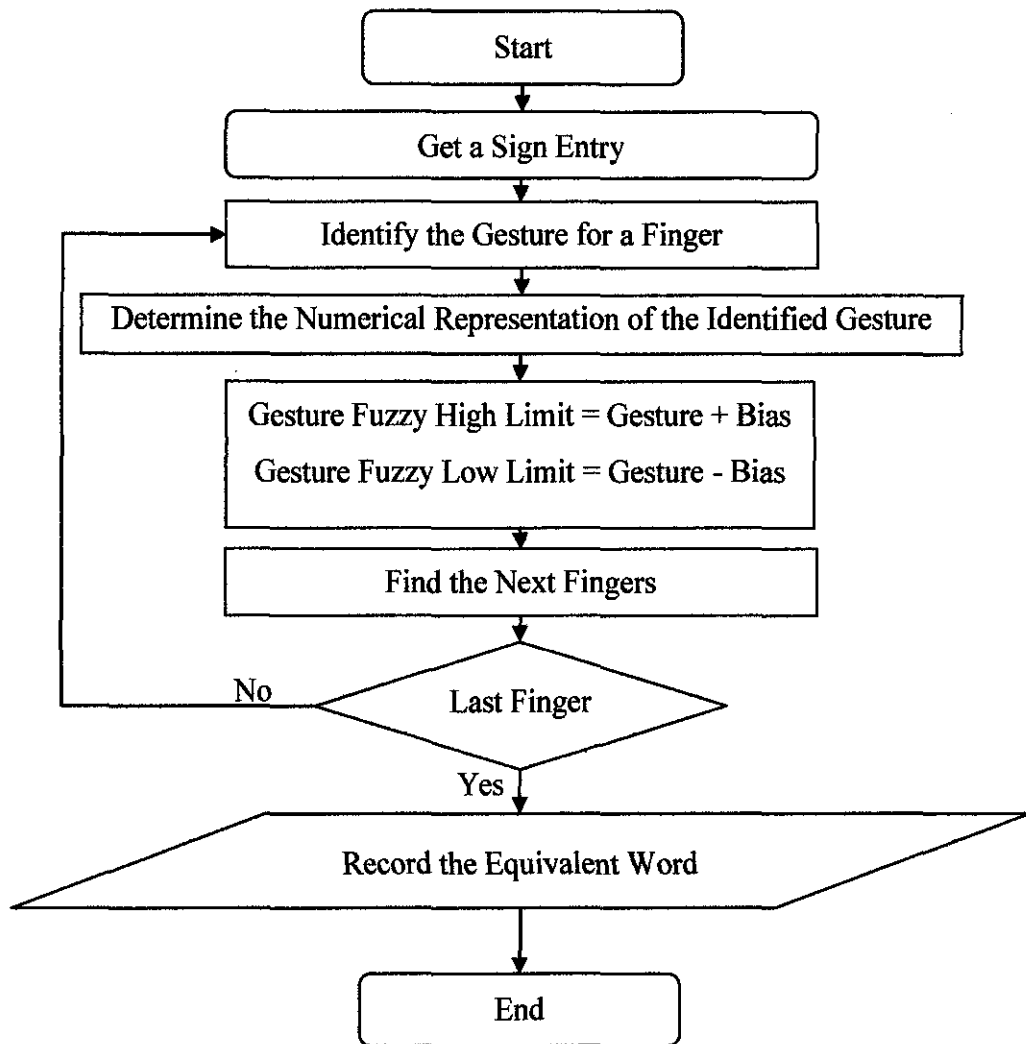 Start
Get a Sign Entry
Identify the Gesture for a Finger
Determine the Numerical Representation of the Identified Gesture
Gesture Fuzzy High Limit = Gesture + Bias
Gesture Fuzzy Low Limit = Gesture - Bias
Find the Next Fingers
Last Finger
No
Yes
Record the Equivalent Word
End